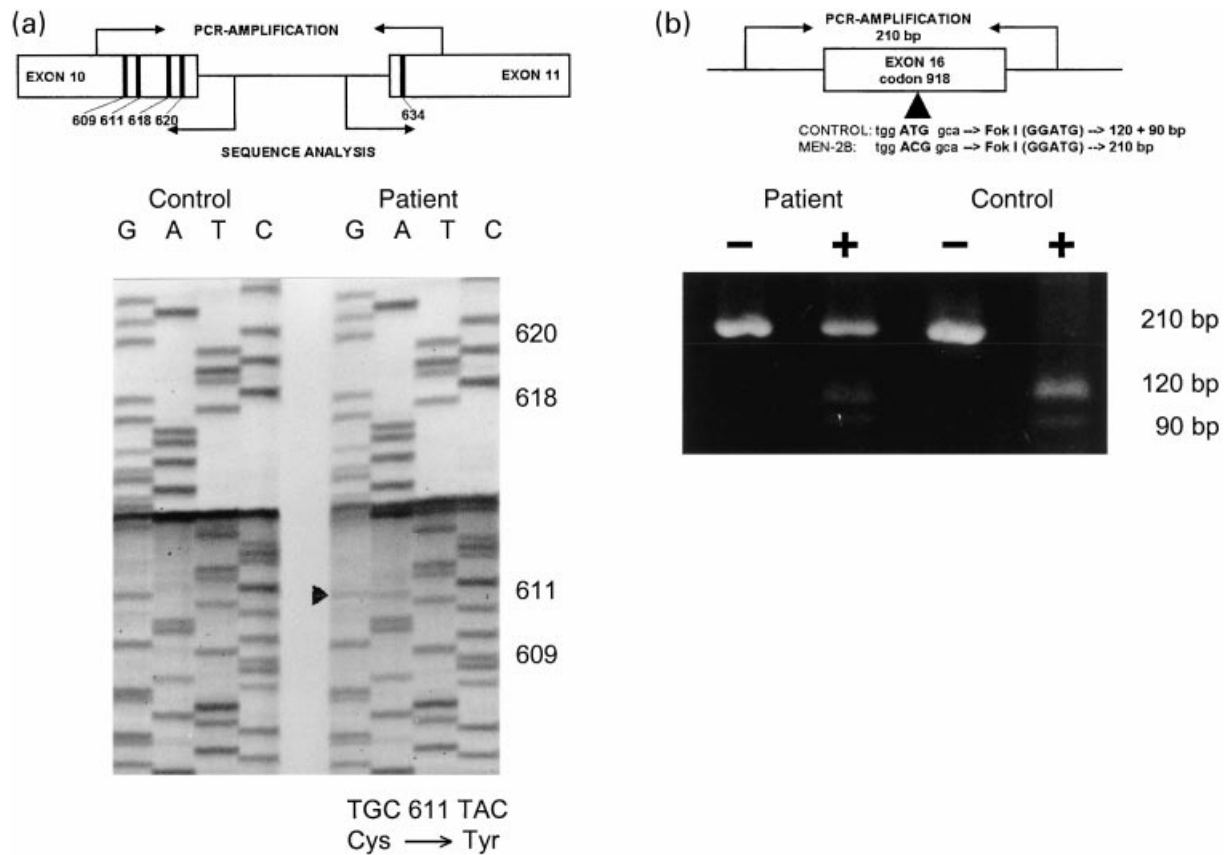 (a)
PCR-AMPLIFICATION
EXON 10
EXON 11
609 611 618 620
634
SEQUENCE ANALYSIS
Control
Patient
G A T C
G A T C
620
618
611
609
TGC 611 TAC
Cys → Tyr
(b)
PCR-AMPLIFICATION
210 bp
EXON 16
codon 918
CONTROL: tgg ATG gca --> Fok I (GGATG) --> 120 + 90 bp
MEN-28: tgg ACG gca --> Fok I (GGATG) --> 210 bp
Patient
Control
− + − +
210 bp
120 bp
90 bp